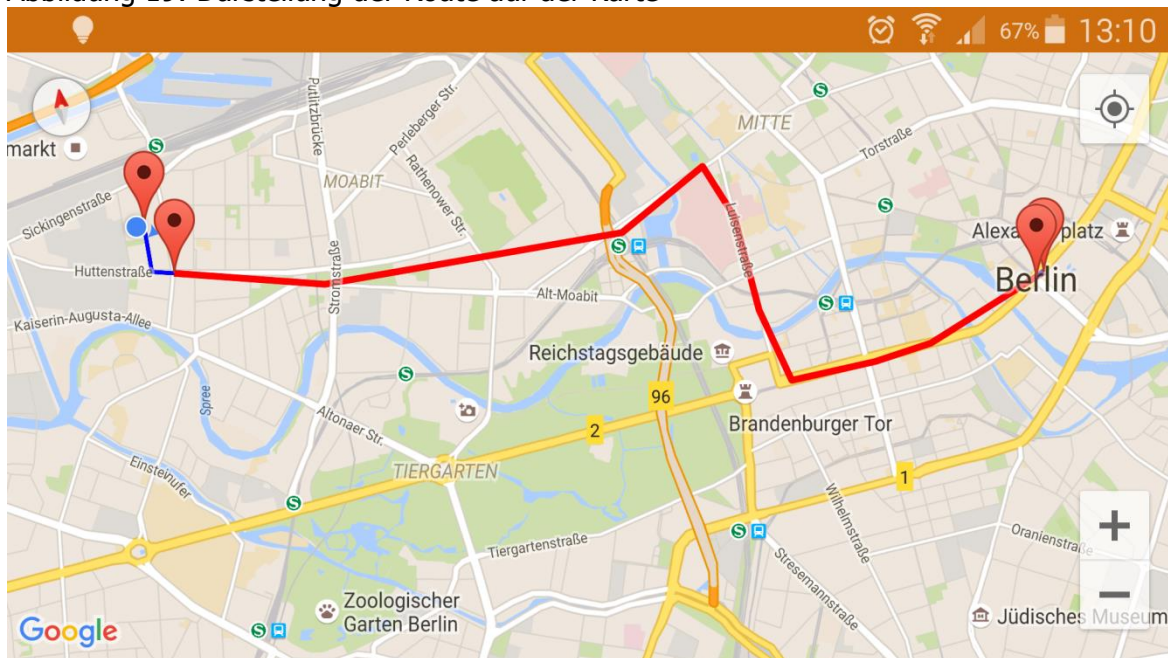 Abbildung 19: Darstellung der Route auf der Karte
67% 13:10
Putlitzbrücke
Perleberger Str.
S
MITTE
Torstraße
markt
S
Rathenower Str.
MOABIT
Sickingenstraße
Luisenstraße
S
Alexa platz
S
Huttenstraße
Stromstraße
Berlin
Alt-Moabit
S
Kaiserin-Augusta-Allee
Reichstagsgebäude
S
96
Spree
Altonaer Str.
2
Brandenburger Tor
TIERGARTEN
Einsteinufer
1
S
Wilhelmstraße
S
Oranienstraße
Tiergartenstraße
Stresemannstraße
Zoologischer
Garten Berlin
Jüdisches Museum
Google
S